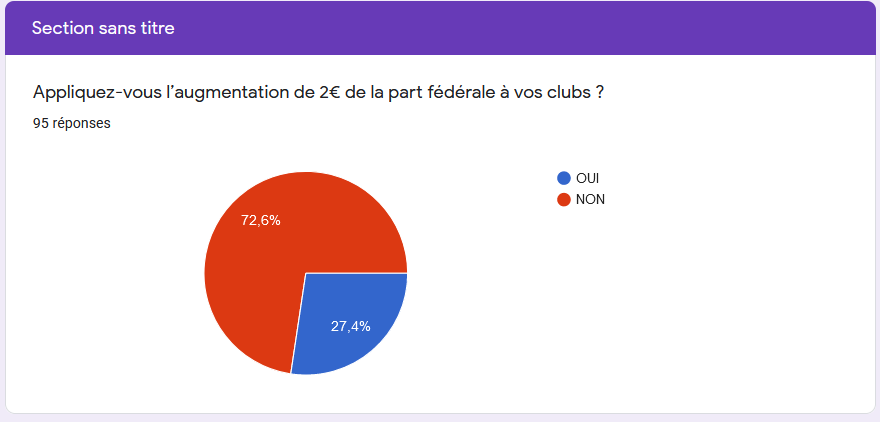 Section sans titre
Appliquez-vous l’augmentation de 2€ de la part fédérale à vos clubs ?
95 réponses
OUI
NON
72,6%
27,4%